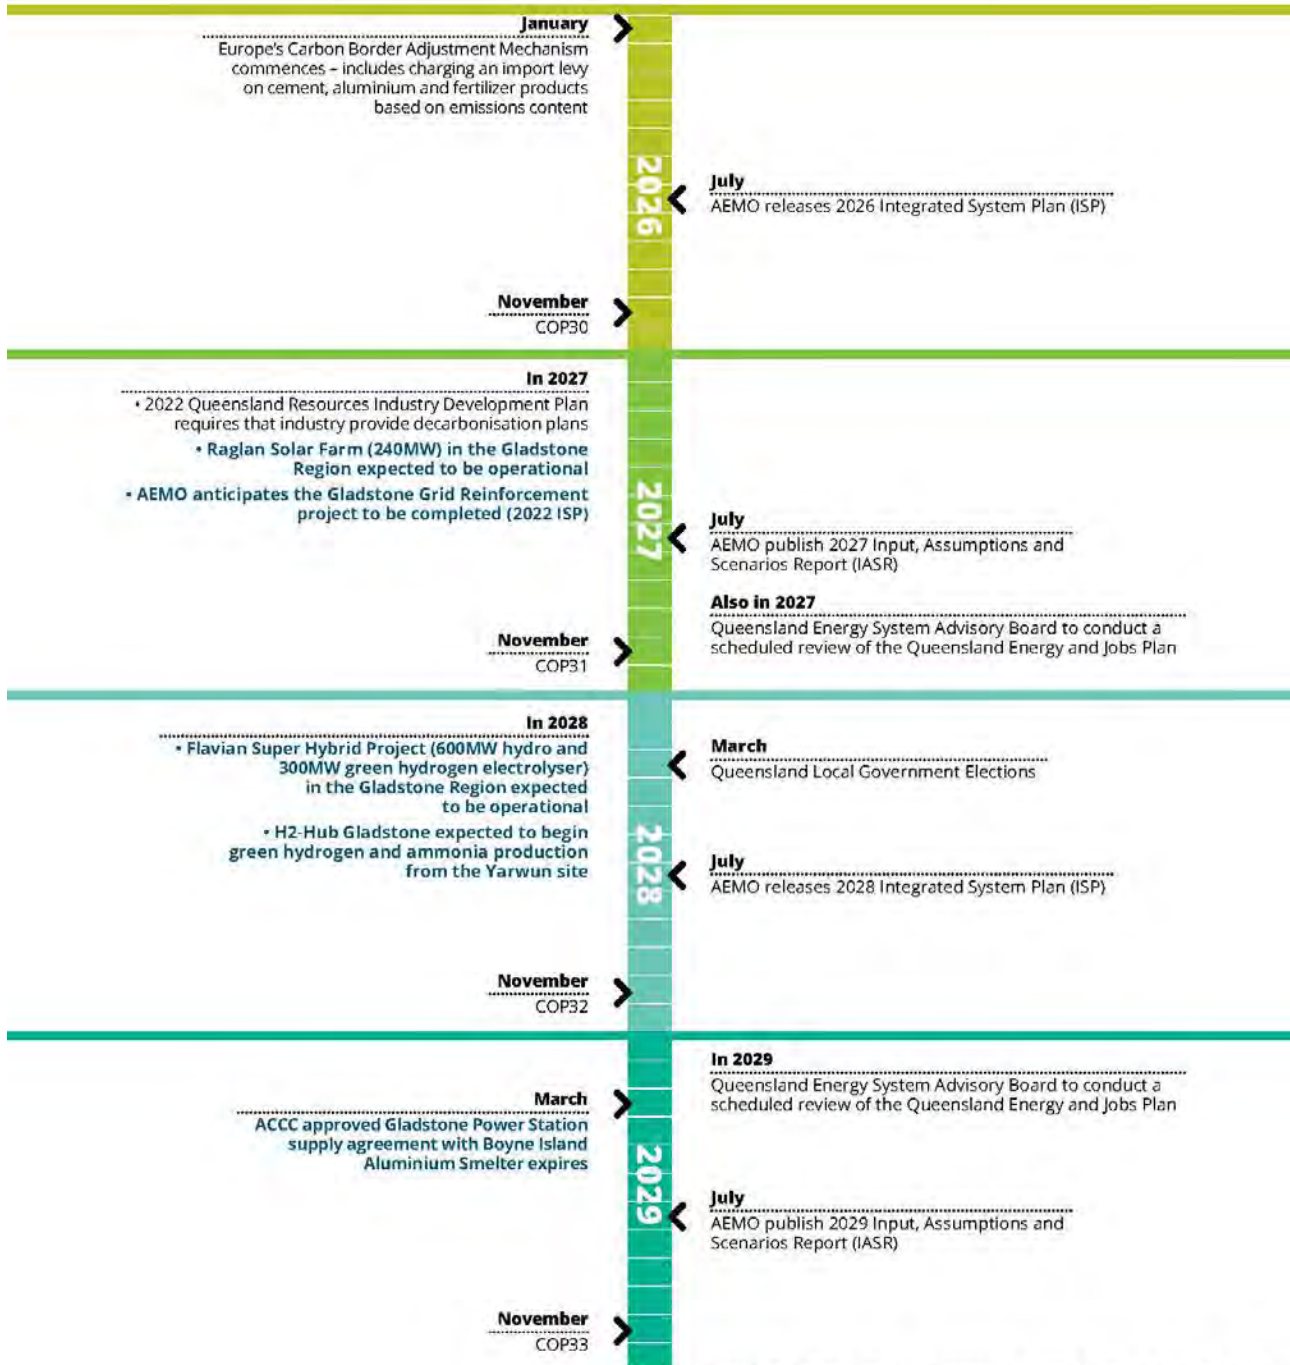 January
Europe's Carbon Border Adjustment Mechanism
commences – includes charging an import levy
on cement, aluminium and fertilizer products
based on emissions content
2026
July
AEMO releases 2026 Integrated System Plan (ISP)
November
COP30
In 2027
• 2022 Queensland Resources Industry Development Plan
requires that industry provide decarbonisation plans
• Raglan Solar Farm (240MW) in the Gladstone
Region expected to be operational
• AEMO anticipates the Gladstone Grid Reinforcement
project to be completed (2022 ISP)
2027
July
AEMO publish 2027 Input, Assumptions and
Scenarios Report (IASR)
Also in 2027
Queensland Energy System Advisory Board to conduct a
scheduled review of the Queensland Energy and Jobs Plan
November
COP31
In 2028
• Flavian Super Hybrid Project (600MW hydro and
300MW green hydrogen electrolyser)
in the Gladstone Region expected
to be operational
• H2-Hub Gladstone expected to begin
green hydrogen and ammonia production
from the Yarwun site
2028
March
Queensland Local Government Elections
July
AEMO releases 2028 Integrated System Plan (ISP)
November
COP32
In 2029
Queensland Energy System Advisory Board to conduct a
scheduled review of the Queensland Energy and Jobs Plan
March
ACCC approved Gladstone Power Station
supply agreement with Boyne Island
Aluminium Smelter expires
2029
July
AEMO publish 2029 Input, Assumptions and
Scenarios Report (IASR)
November
COP33